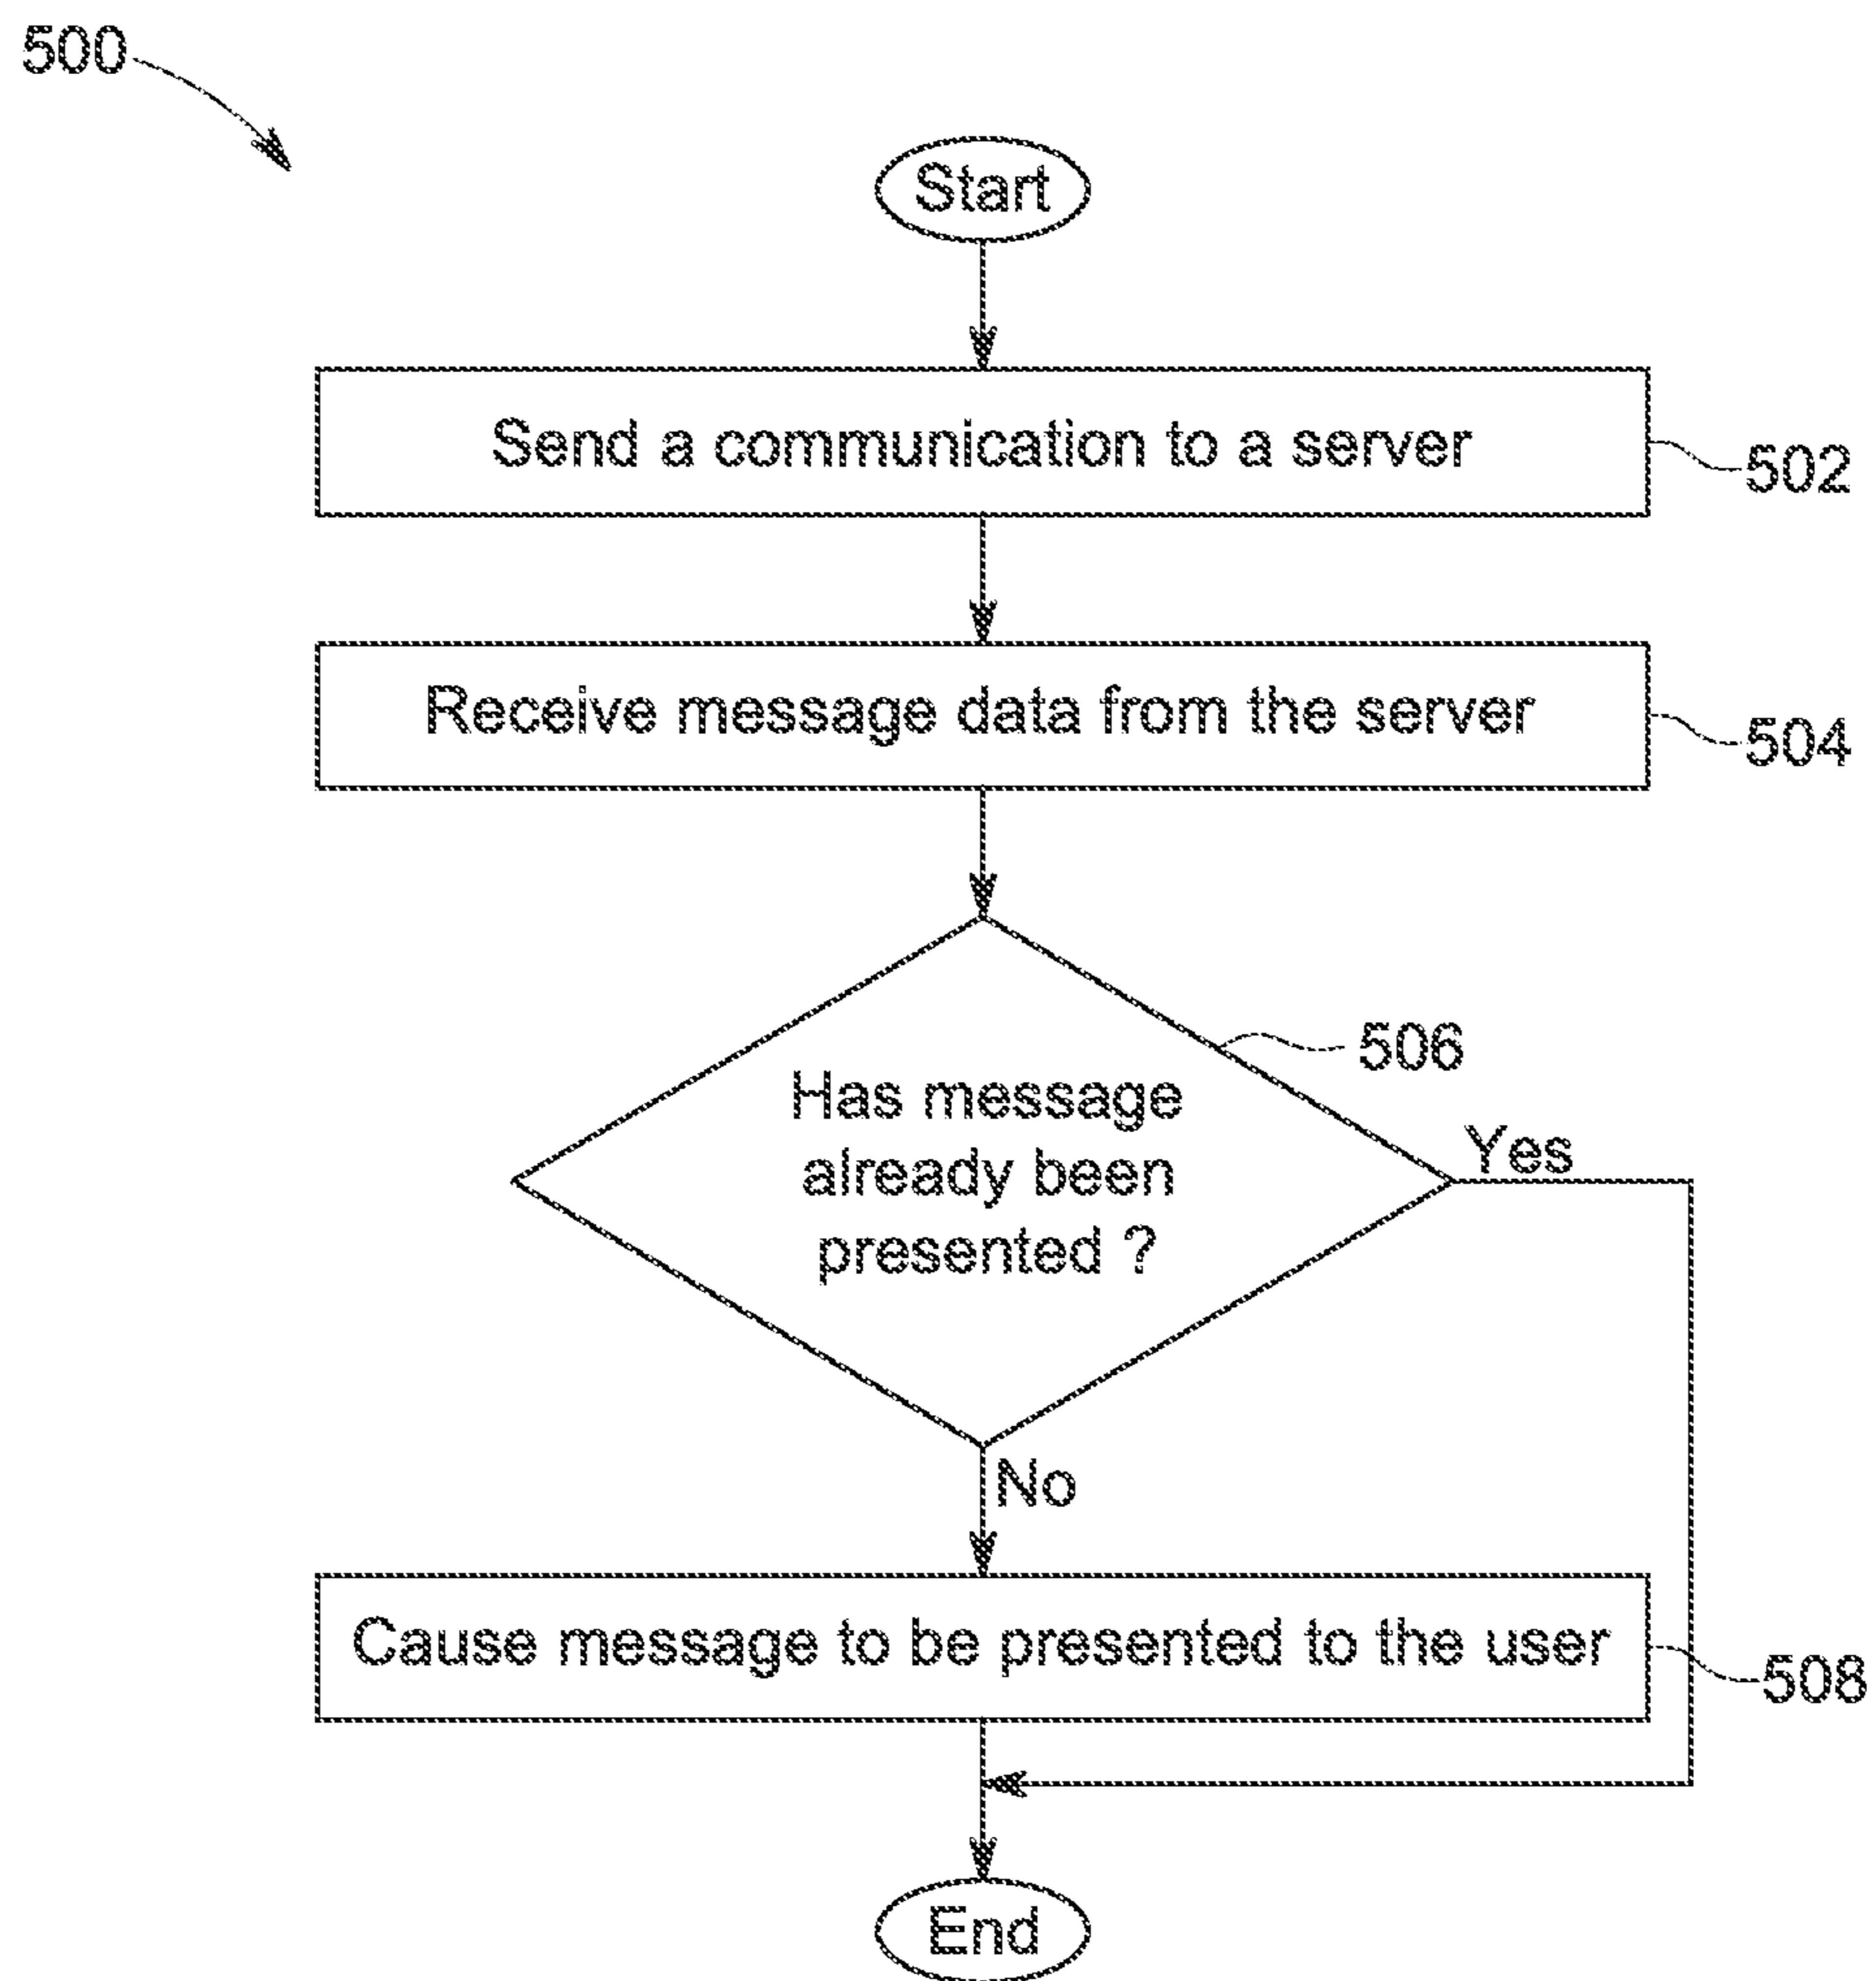 500
Start
Send a communication to a server
502
Receive message data from the server
504
506
Has message
already been
presented ?
Yes
No
Cause message to be presented to the user
508
End